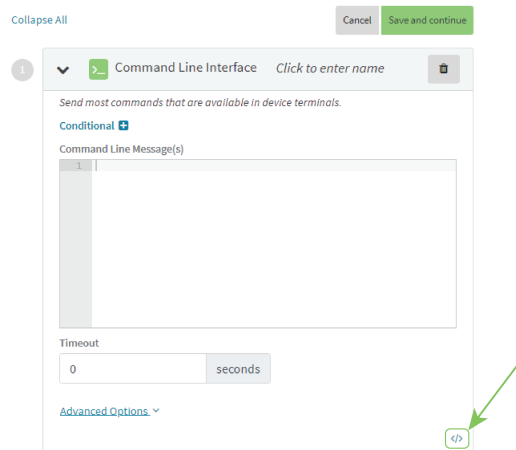 Collapse All
Cancel
Save and continue
1
>_ Command Line Interface Click to enter name
Send most commands that are available in device terminals.
Conditional
Command Line Message(s)
1
Timeout
0 seconds
Advanced Options
</>